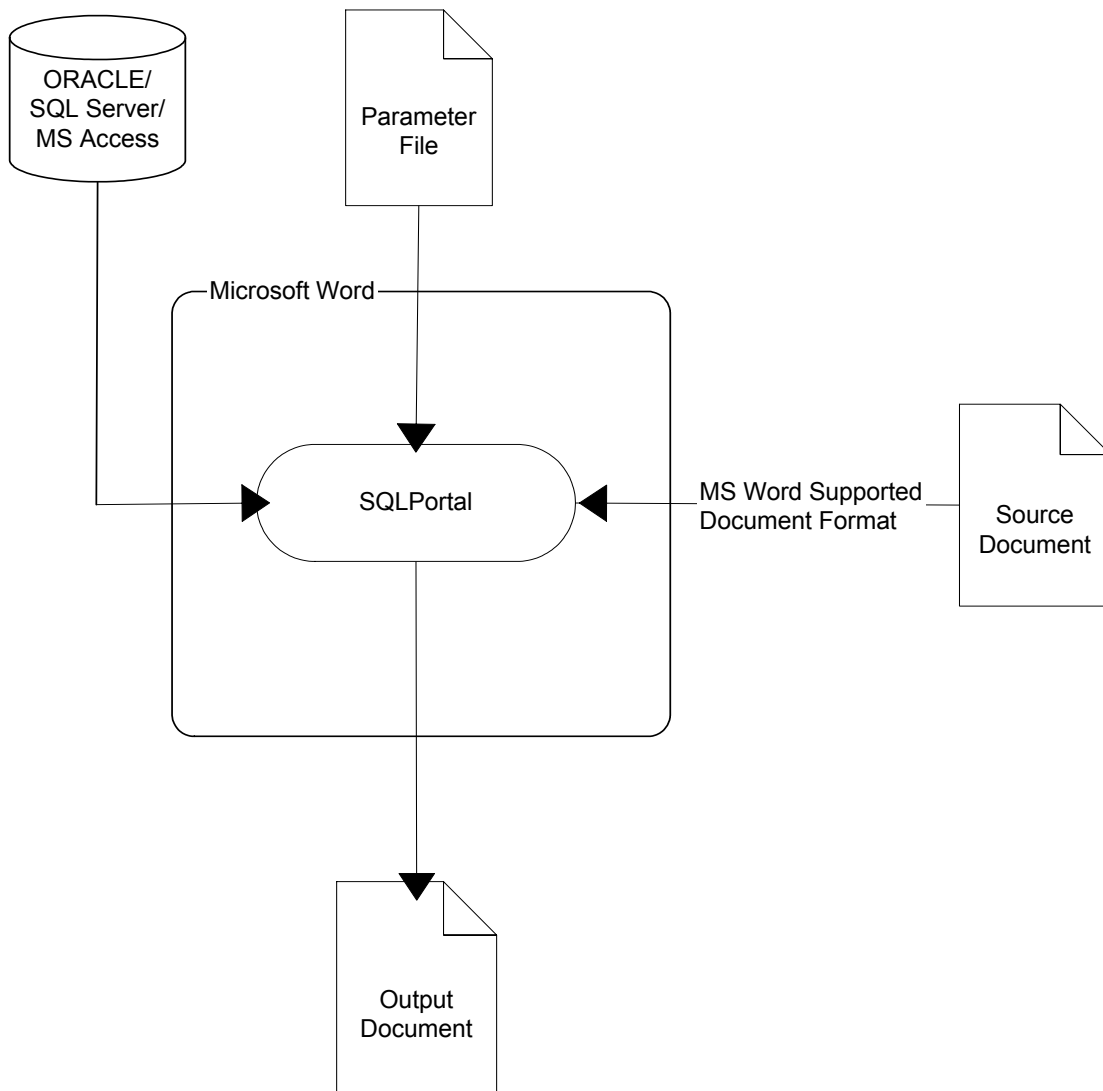 ORACLE/
SQL Server/
MS Access
Parameter
File
Microsoft Word
SQLPortal
MS Word Supported
Document Format
Source
Document
Output
Document